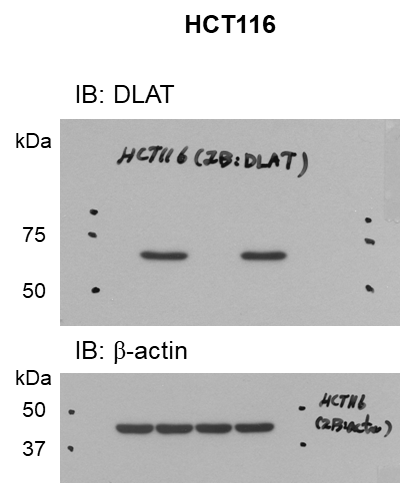 HCT116
IB: DLAT
kDa
HCT116 (IB:DLAT)
75
50
IB: β-actin
kDa
50
37
HCT116
(IB:actin)